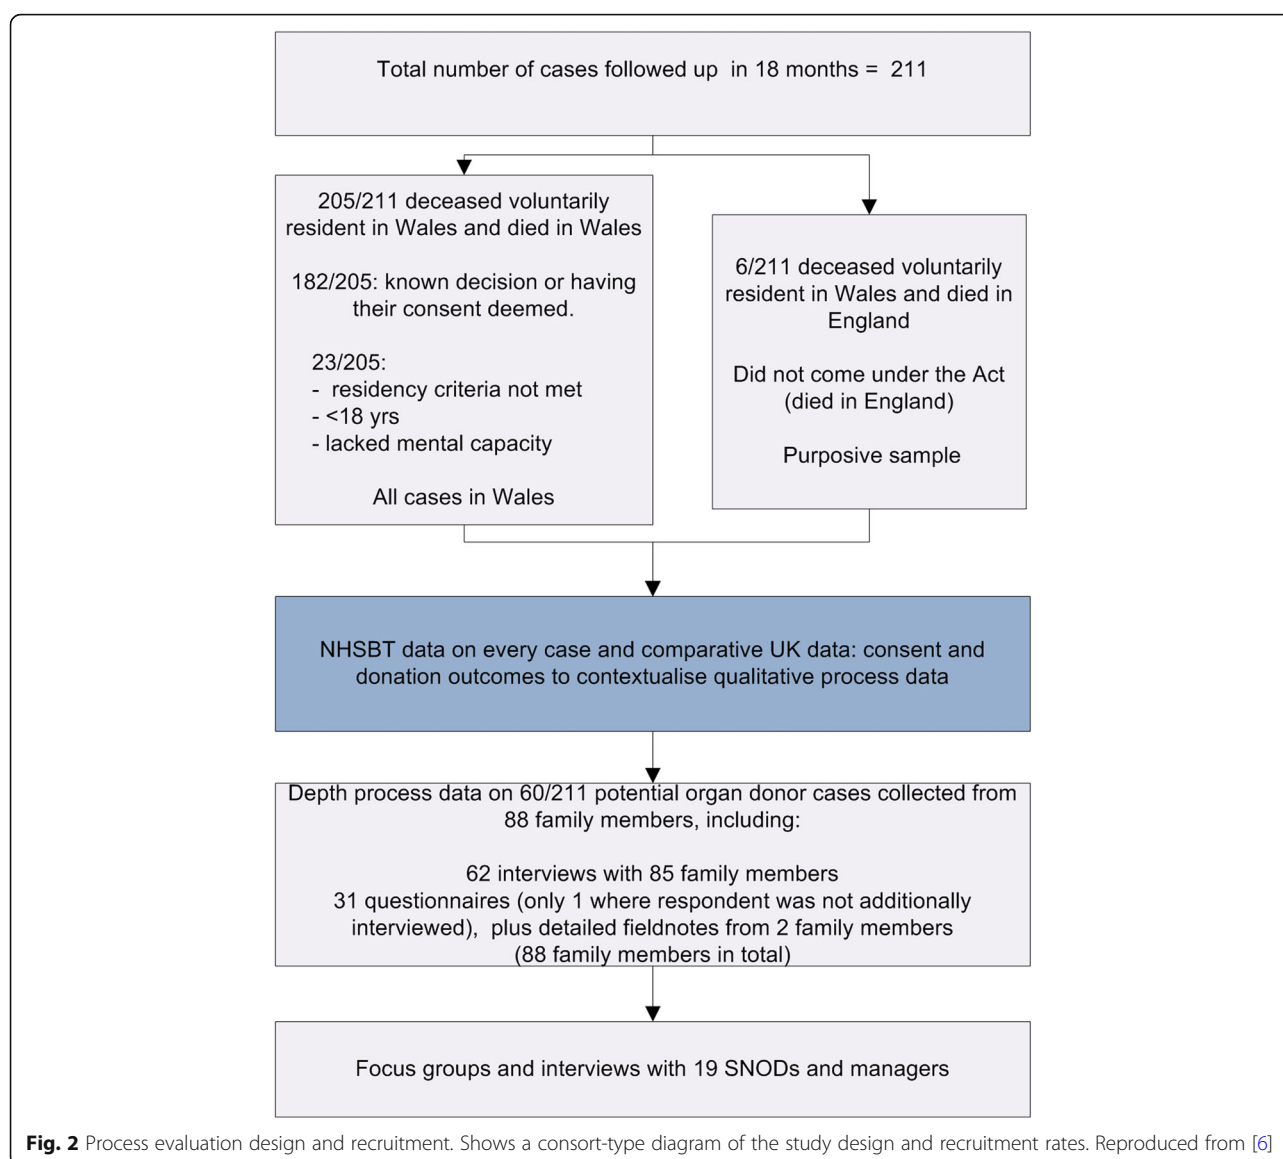 Total number of cases followed up in 18 months = 211
205/211 deceased voluntarily
resident in Wales and died in Wales
182/205: known decision or having
their consent deemed.
23/205:
- residency criteria not met
- <18 yrs
- lacked mental capacity
All cases in Wales
6/211 deceased voluntarily
resident in Wales and died in
England
Did not come under the Act
(died in England)
Purposive sample
NHSBT data on every case and comparative UK data: consent and
donation outcomes to contextualise qualitative process data
Depth process data on 60/211 potential organ donor cases collected from
88 family members, including:
62 interviews with 85 family members
31 questionnaires (only 1 where respondent was not additionally
interviewed), plus detailed fieldnotes from 2 family members
(88 family members in total)
Focus groups and interviews with 19 SNODs and managers
Fig. 2 Process evaluation design and recruitment. Shows a consort-type diagram of the study design and recruitment rates. Reproduced from [6]